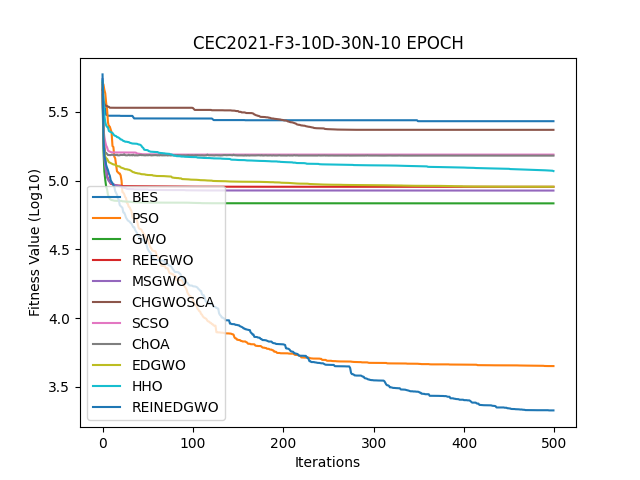 CEC2021-F3-10D-30N-10 EPOCH
Fitness Value (Log10)
5.5
5.0
4.5
4.0
3.5
BES
PSO
GWO
REEGWO
MSGWO
CHGWOSCA
SCSO
ChOA
EDGWO
HHO
REINEDGWO
0 100 200 300 400 500
Iterations